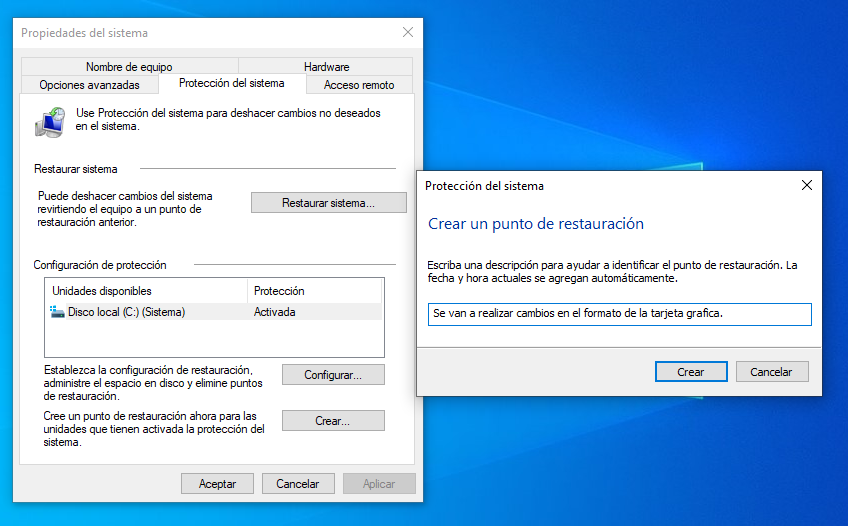 Propiedades del sistema
Nombre de equipo
Hardware
Opciones avanzadas
Protección del sistema
Acceso remoto
Use Protección del sistema para deshacer cambios no deseados
en el sistema.
Restaurar sistema
Puede deshacer cambios del sistema
revirtiendo el equipo a un punto de
restauración anterior.
Restaurar sistema...
Configuración de protección
Unidades disponibles
Protección
Disco local (C:) (Sistema)
Activada
Establezca la configuración de restauración,
administre el espacio en disco y elimine puntos
de restauración.
Configurar...
Cree un punto de restauración ahora para las
unidades que tienen activada la protección del
sistema.
Crear...
Aceptar
Cancelar
Aplicar
Protección del sistema
Crear un punto de restauración
Escriba una descripción para ayudar a identificar el punto de restauración. La
fecha y hora actuales se agregan automáticamente.
Se van a realizar cambios en el formato de la tarjeta grafica.
Crear
Cancelar